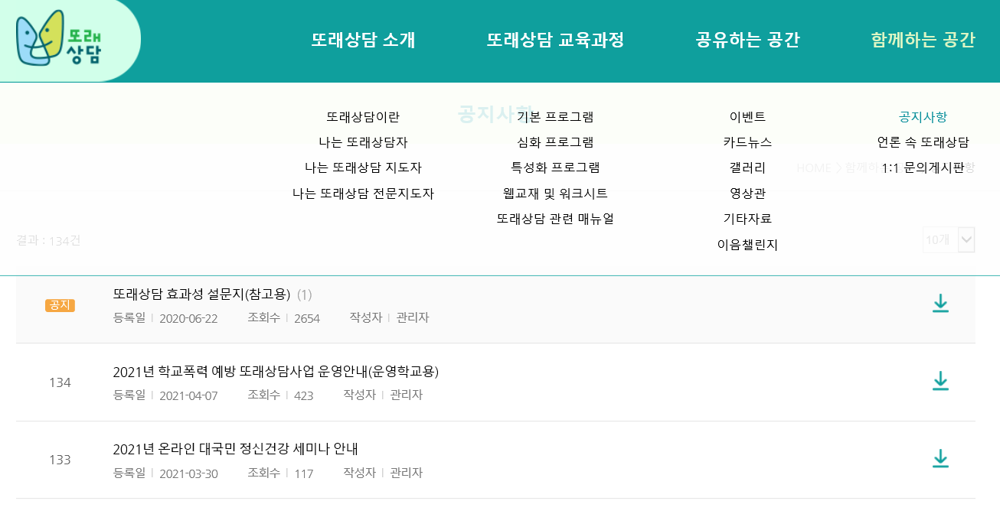 또래
상담
또래상담 소개
또래상담 교육과정
공유하는 공간
함께하는 공간
공지사항
또래상담이란
기본 프로그램
이벤트
공지사항
나는 또래상담자
심화 프로그램
카드뉴스
언론 속 또래상담
나는 또래상담 지도자
특성화 프로그램
갤러리
HOME > 함께하
1:1 문의게시판
항
나는 또래상담 전문지도자
웹교재 및 워크시트
영상관
또래상담 관련 매뉴얼
기타자료
결과 : 134건
이음챌린지
10개
공지
또래상담 효과성 설문지(참고용) (1)
등록일 2020-06-22 조회수 2654 작성자 관리자
134
2021년 학교폭력 예방 또래상담사업 운영안내(운영학교용)
등록일 2021-04-07 조회수 423 작성자 관리자
133
2021년 온라인 대국민 정신건강 세미나 안내
등록일 2021-03-30 조회수 117 작성자 관리자